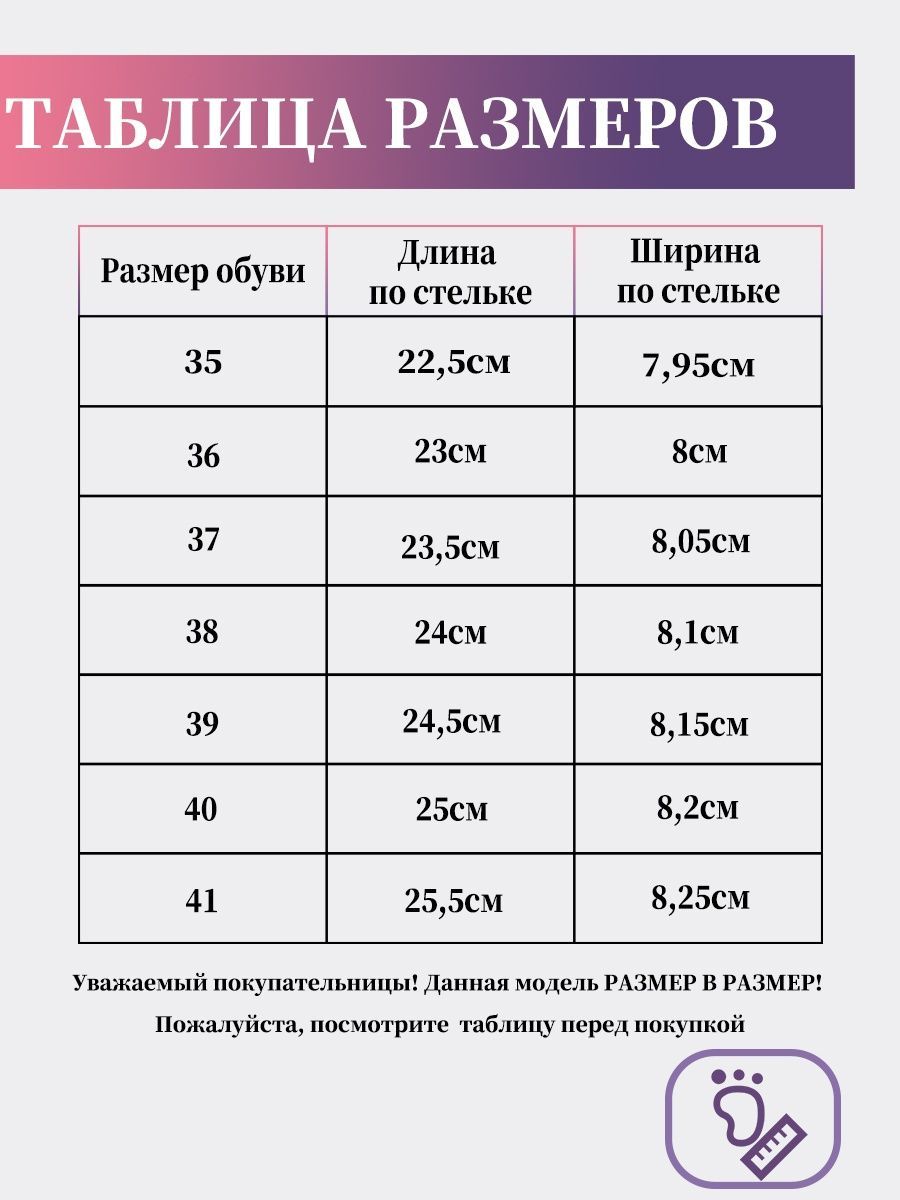 ТАБЛИЦА РАЗМЕРОВ
Размер обуви Длина по стельке Ширина по стельке
35 22,5см 7,95см
36 23см 8см
37 23,5см 8,05см
38 24см 8,1см
39 24,5см 8,15см
40 25см 8,2см
41 25,5см 8,25см
Уважаемый покупательницы! Данная модель РАЗМЕР В РАЗМЕР!
Пожалуйста, посмотрите таблицу перед покупкой